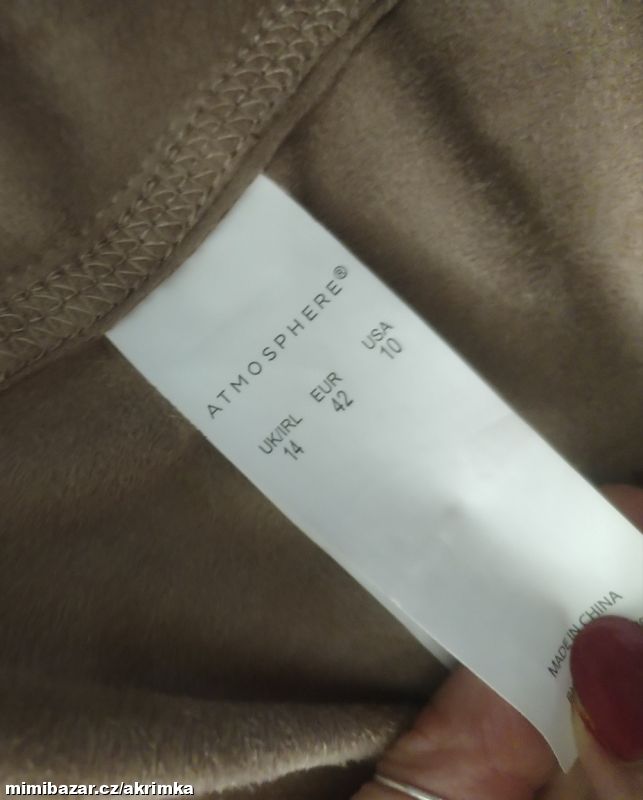 ATMOSPHERE®
UK/IRL EUR USA
14 42 10
MADE IN CHINA
mimibazar.cz/akrimka